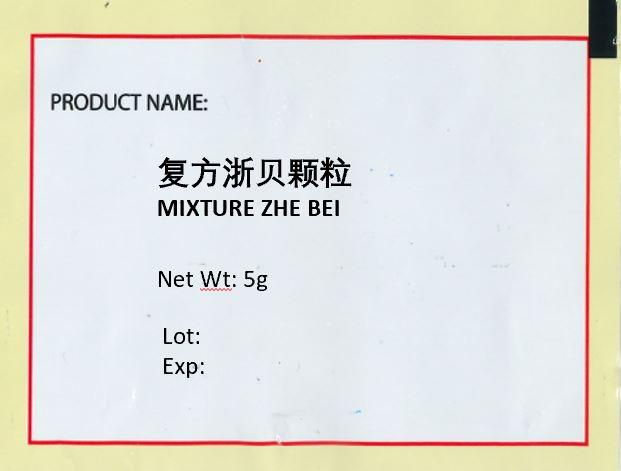 PRODUCT NAME:
复方浙贝颗粒
MIXTURE ZHE BEI
Net Wt: 5g
Lot:
Exp: